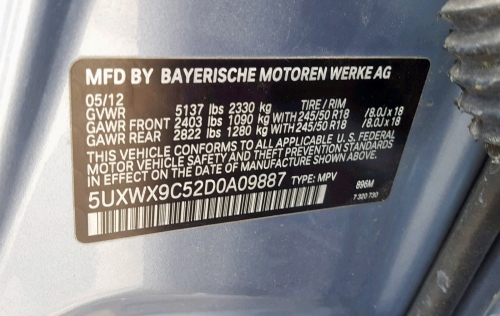 MFD BY BAYERISCHE MOTOREN WERKE AG
05/12
GVWR 5137 lbs 2330 kg TIRE / RIM
GAWR FRONT 2403 lbs 1090 kg WITH 245/50 R18 /8.0J x 18
GAWR REAR 2822 lbs 1280 kg WITH 245/50 R18 /8.0J x 18
THIS VEHICLE CONFORMS TO ALL APPLICABLE U.S. FEDERAL
MOTOR VEHICLE SAFETY AND THEFT PREVENTION STANDARDS
IN EFFECT ON THE DATE OF MANUFACTURE SHOWN ABOVE.
5UXWX9C52D0A09887 TYPE: MPV 896M
7 320 730